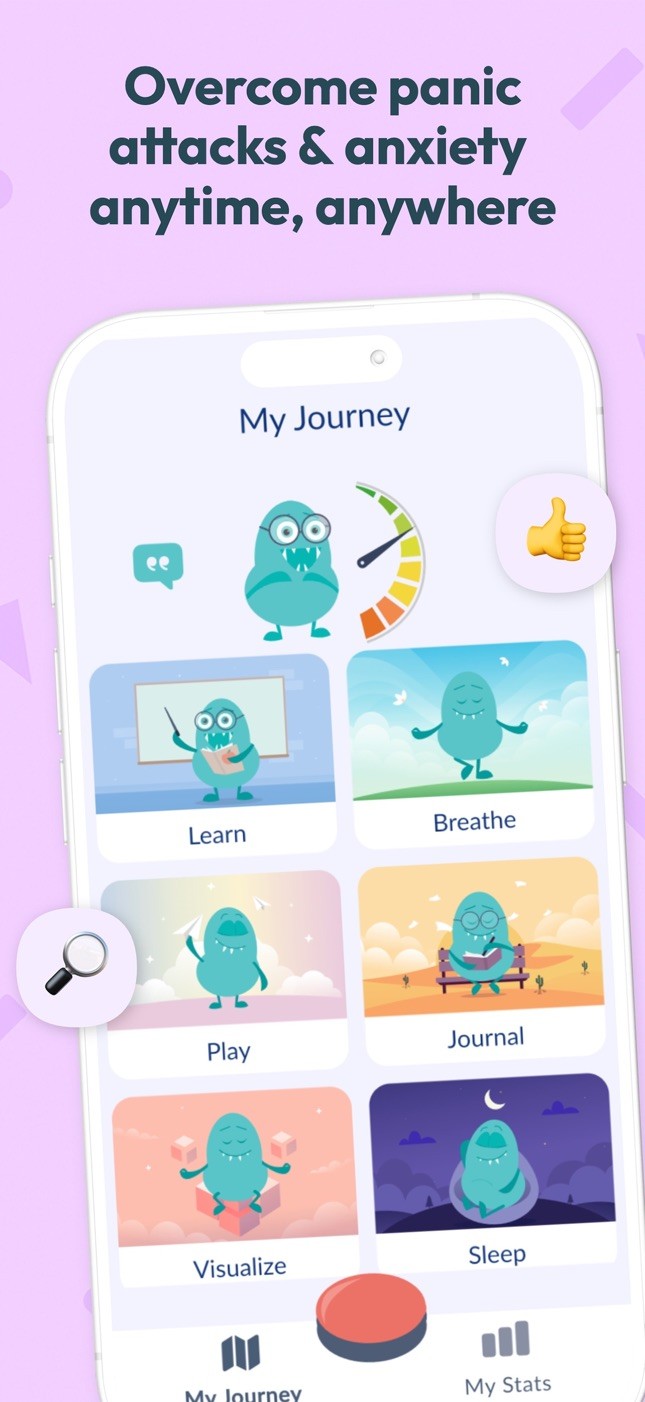 Overcome panic
attacks & anxiety
anytime, anywhere
My Journey
Learn
Breathe
Play
Journal
Visualize
Sleep
My Journey
My Stats